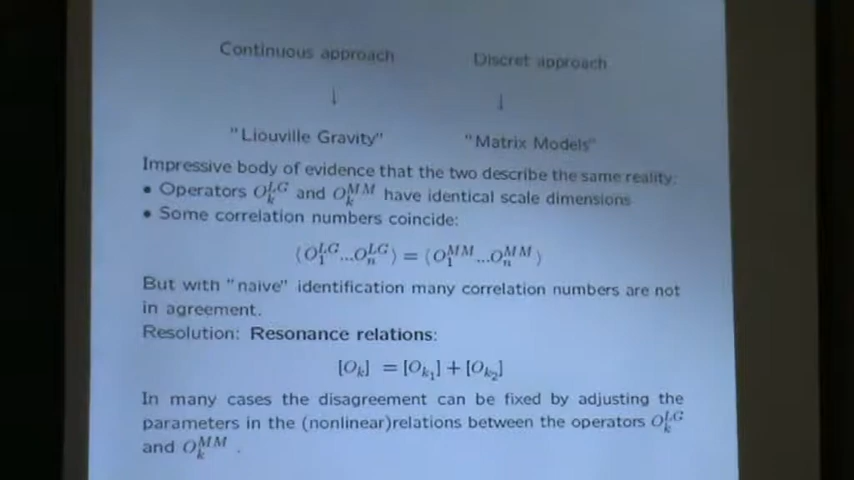 Continuous approach Discret approach
↓ ↓
"Liouville Gravity" "Matrix Models"
Impressive body of evidence that the two describe the same reality:
• Operators O_k^{LG} and O_k^{MM} have identical scale dimensions
• Some correlation numbers coincide:
⟨O_1^{LG}...O_n^{LG}⟩ = ⟨O_1^{MM}...O_n^{MM}⟩
But with "naive" identification many correlation numbers are not
in agreement.
Resolution: Resonance relations:
[O_k] = [O_{k_1}] + [O_{k_2}]
In many cases the disagreement can be fixed by adjusting the
parameters in the (nonlinear)relations between the operators O_k^{LG}
and O_k^{MM} .